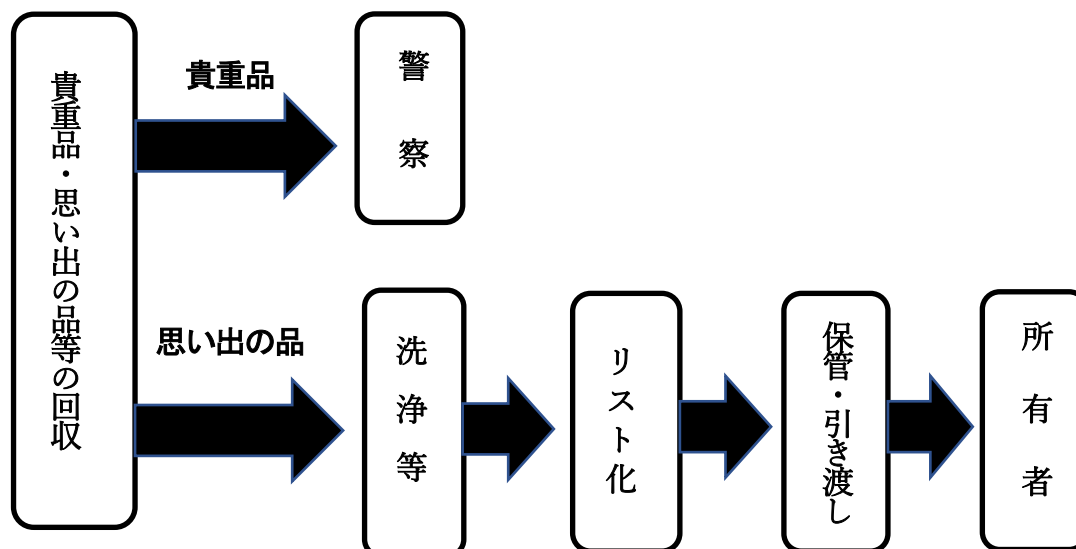 貴重品・思い出の品等の回収
貴重品
警察
思い出の品
洗浄等
リスト化
保管・引き渡し
所有者